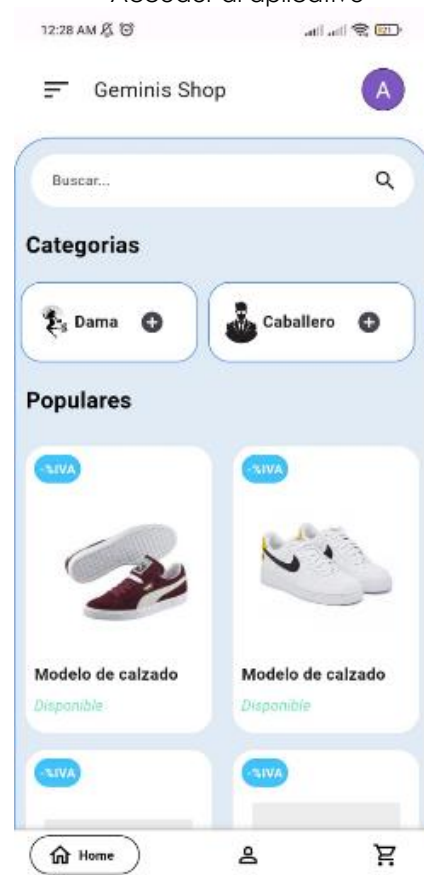 Acceder al aplicativo
12:28 AM
Geminis Shop
A
Buscar...
Categorias
Dama
Caballero
Populares
-%IVA
-%IVA
Modelo de calzado
Modelo de calzado
Disponible
Disponible
-%IVA
-%IVA
Home